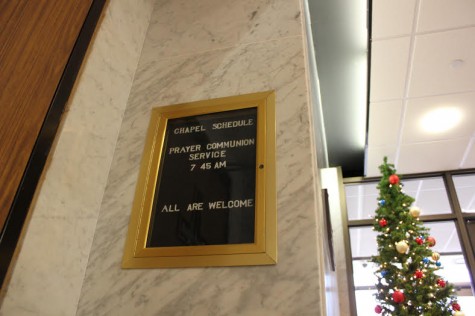 CHAPEL SCHEDULE
PRAYER COMMUNION
SERVICE
7 45 AM
ALL ARE WELCOME